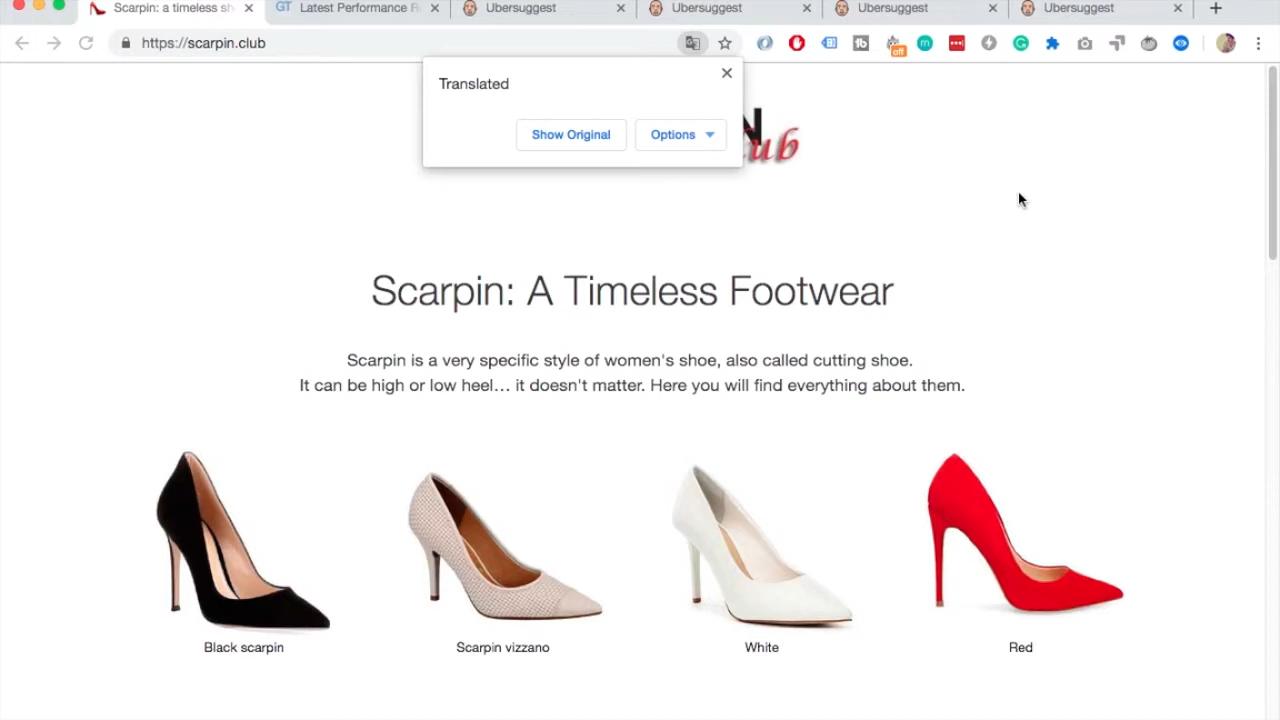 Scarpin: a timeless sh
GT Latest Performance R
Ubersuggest
Ubersuggest
Ubersuggest
Ubersuggest
https://scarpin.club
off
Translated
Show Original
Options
N
ub
Scarpin: A Timeless Footwear
Scarpin is a very specific style of women's shoe, also called cutting shoe.
It can be high or low heel… it doesn't matter. Here you will find everything about them.
Black scarpin
Scarpin vizzano
White
Red